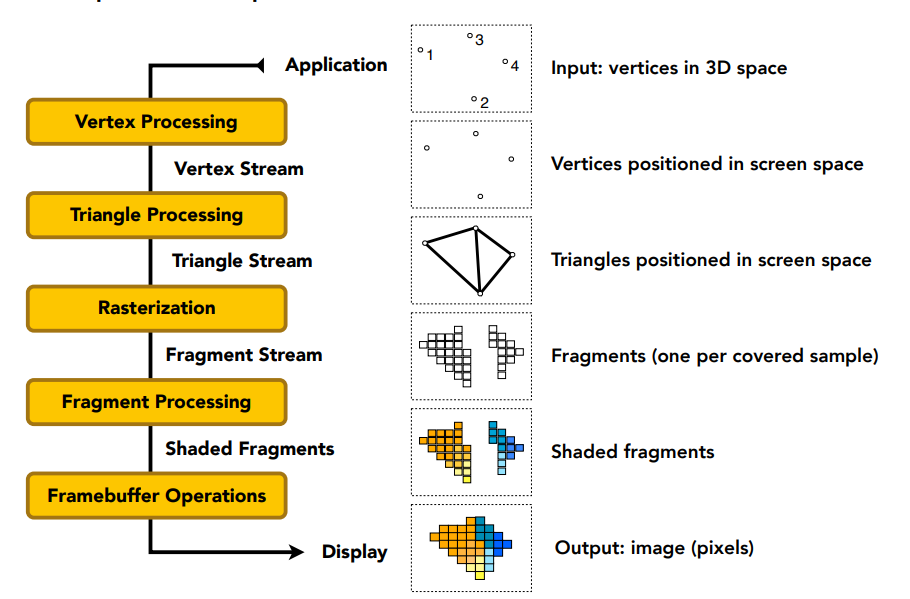 Application
1
3
4
2
Input: vertices in 3D space
Vertex Processing
Vertex Stream
Vertices positioned in screen space
Triangle Processing
Triangle Stream
Triangles positioned in screen space
Rasterization
Fragment Stream
Fragments (one per covered sample)
Fragment Processing
Shaded Fragments
Shaded fragments
Framebuffer Operations
Display
Output: image (pixels)